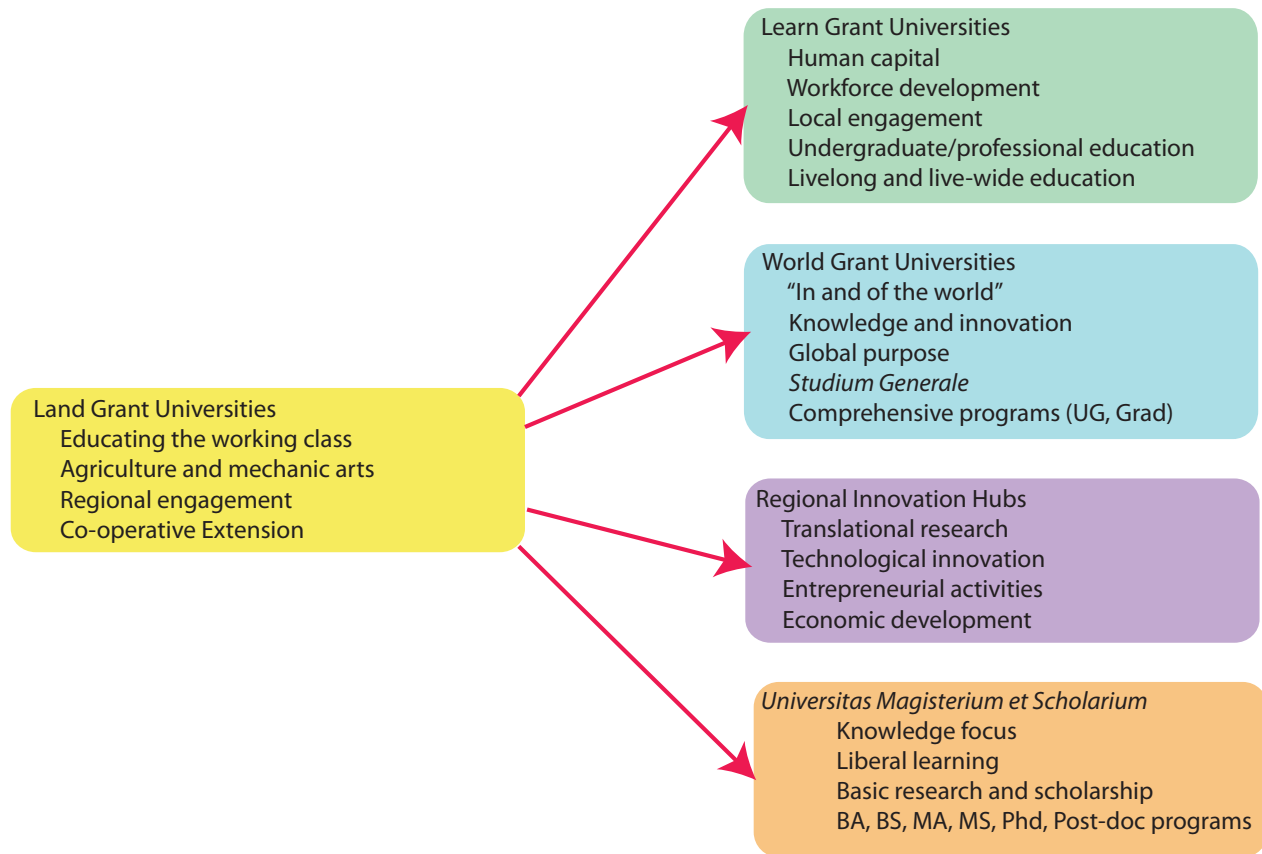 Land Grant Universities
Educating the working class
Agriculture and mechanic arts
Regional engagement
Co-operative Extension
Learn Grant Universities
Human capital
Workforce development
Local engagement
Undergraduate/professional education
Livelong and live-wide education
World Grant Universities
“In and of the world”
Knowledge and innovation
Global purpose
Studium Generale
Comprehensive programs (UG, Grad)
Regional Innovation Hubs
Translational research
Technological innovation
Entrepreneurial activities
Economic development
Universitas Magisterium et Scholarium
Knowledge focus
Liberal learning
Basic research and scholarship
BA, BS, MA, MS, Phd, Post-doc programs